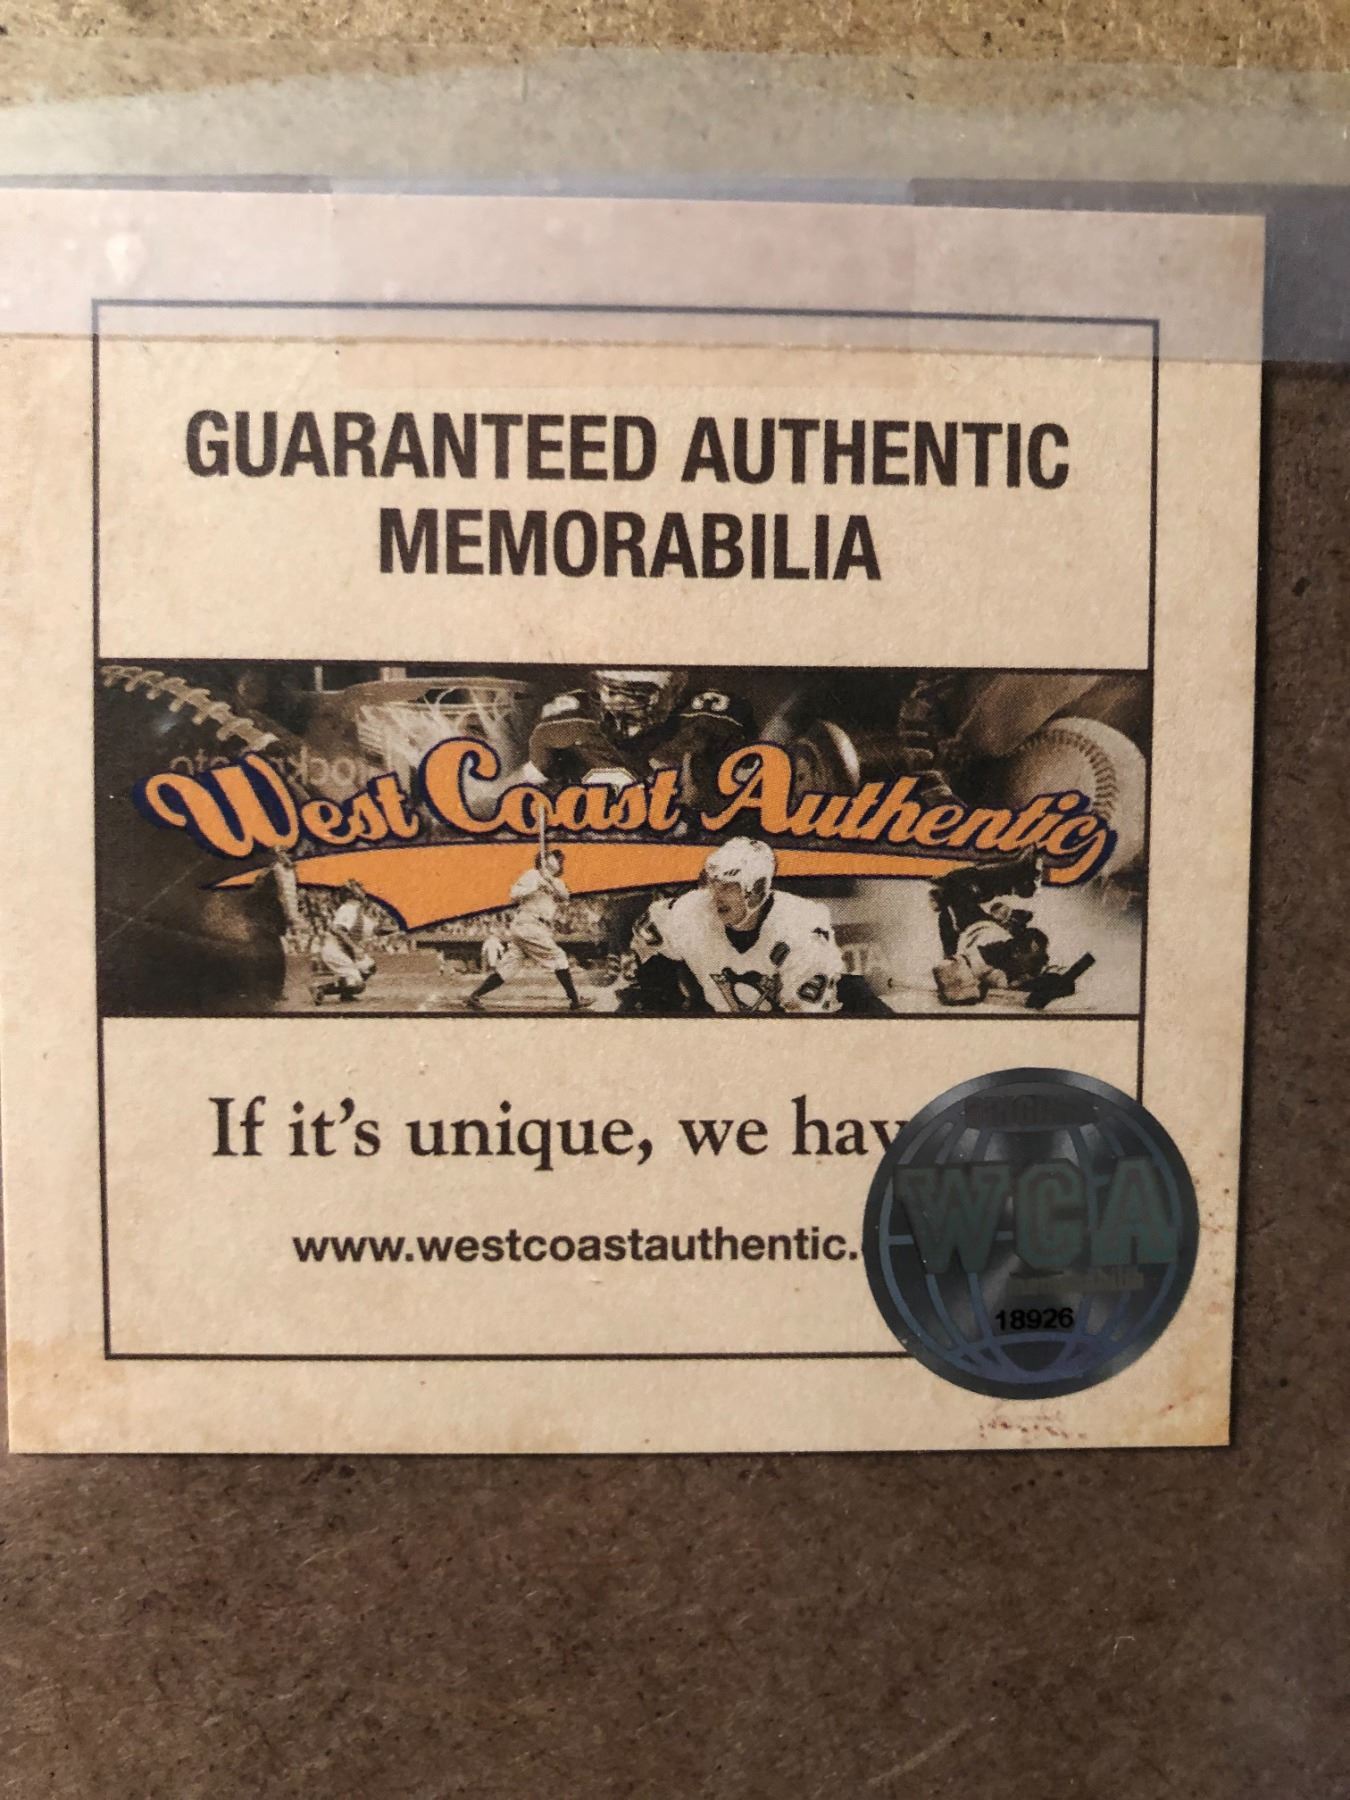 GUARANTEED AUTHENTIC
MEMORABILIA
West Coast Authentic
If it's unique, we hav
www.westcoastauthentic.
WCA
18926